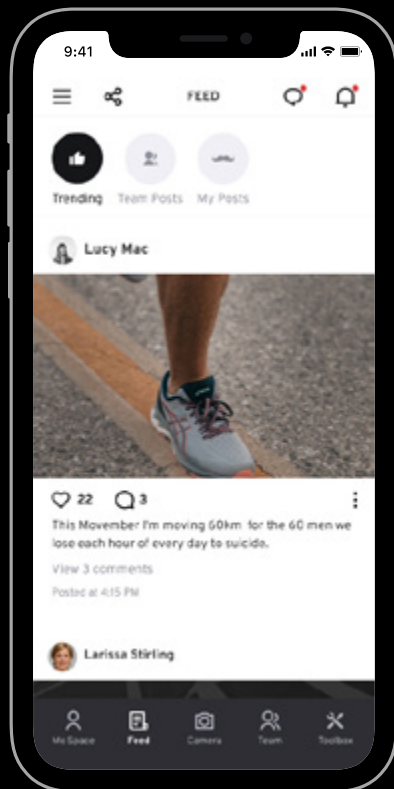 9:41
FEED
Trending
Team Posts
My Posts
Lucy Mac
22
3
This Movember I'm moving 60km for the 60 men we
lose each hour of every day to suicide.
View 3 comments
Posted at 4:15 PM
Larissa Stirling
Mo Space
Feed
Camera
Team
Toolbox